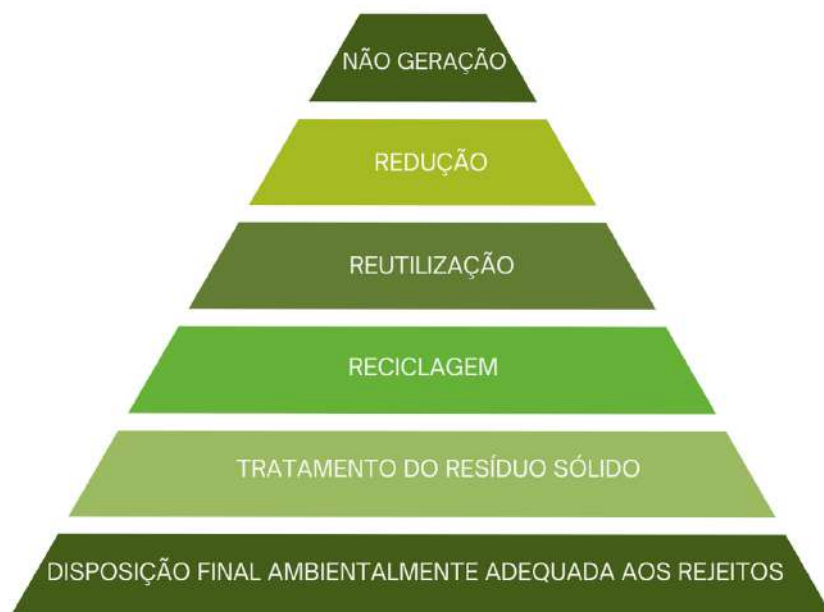 NÃO GERAÇÃO
REDUÇÃO
REUTILIZAÇÃO
RECICLAGEM
TRATAMENTO DO RESÍDUO SÓLIDO
DISPOSIÇÃO FINAL AMBIENTALMENTE ADEQUADA AOS REJEITOS